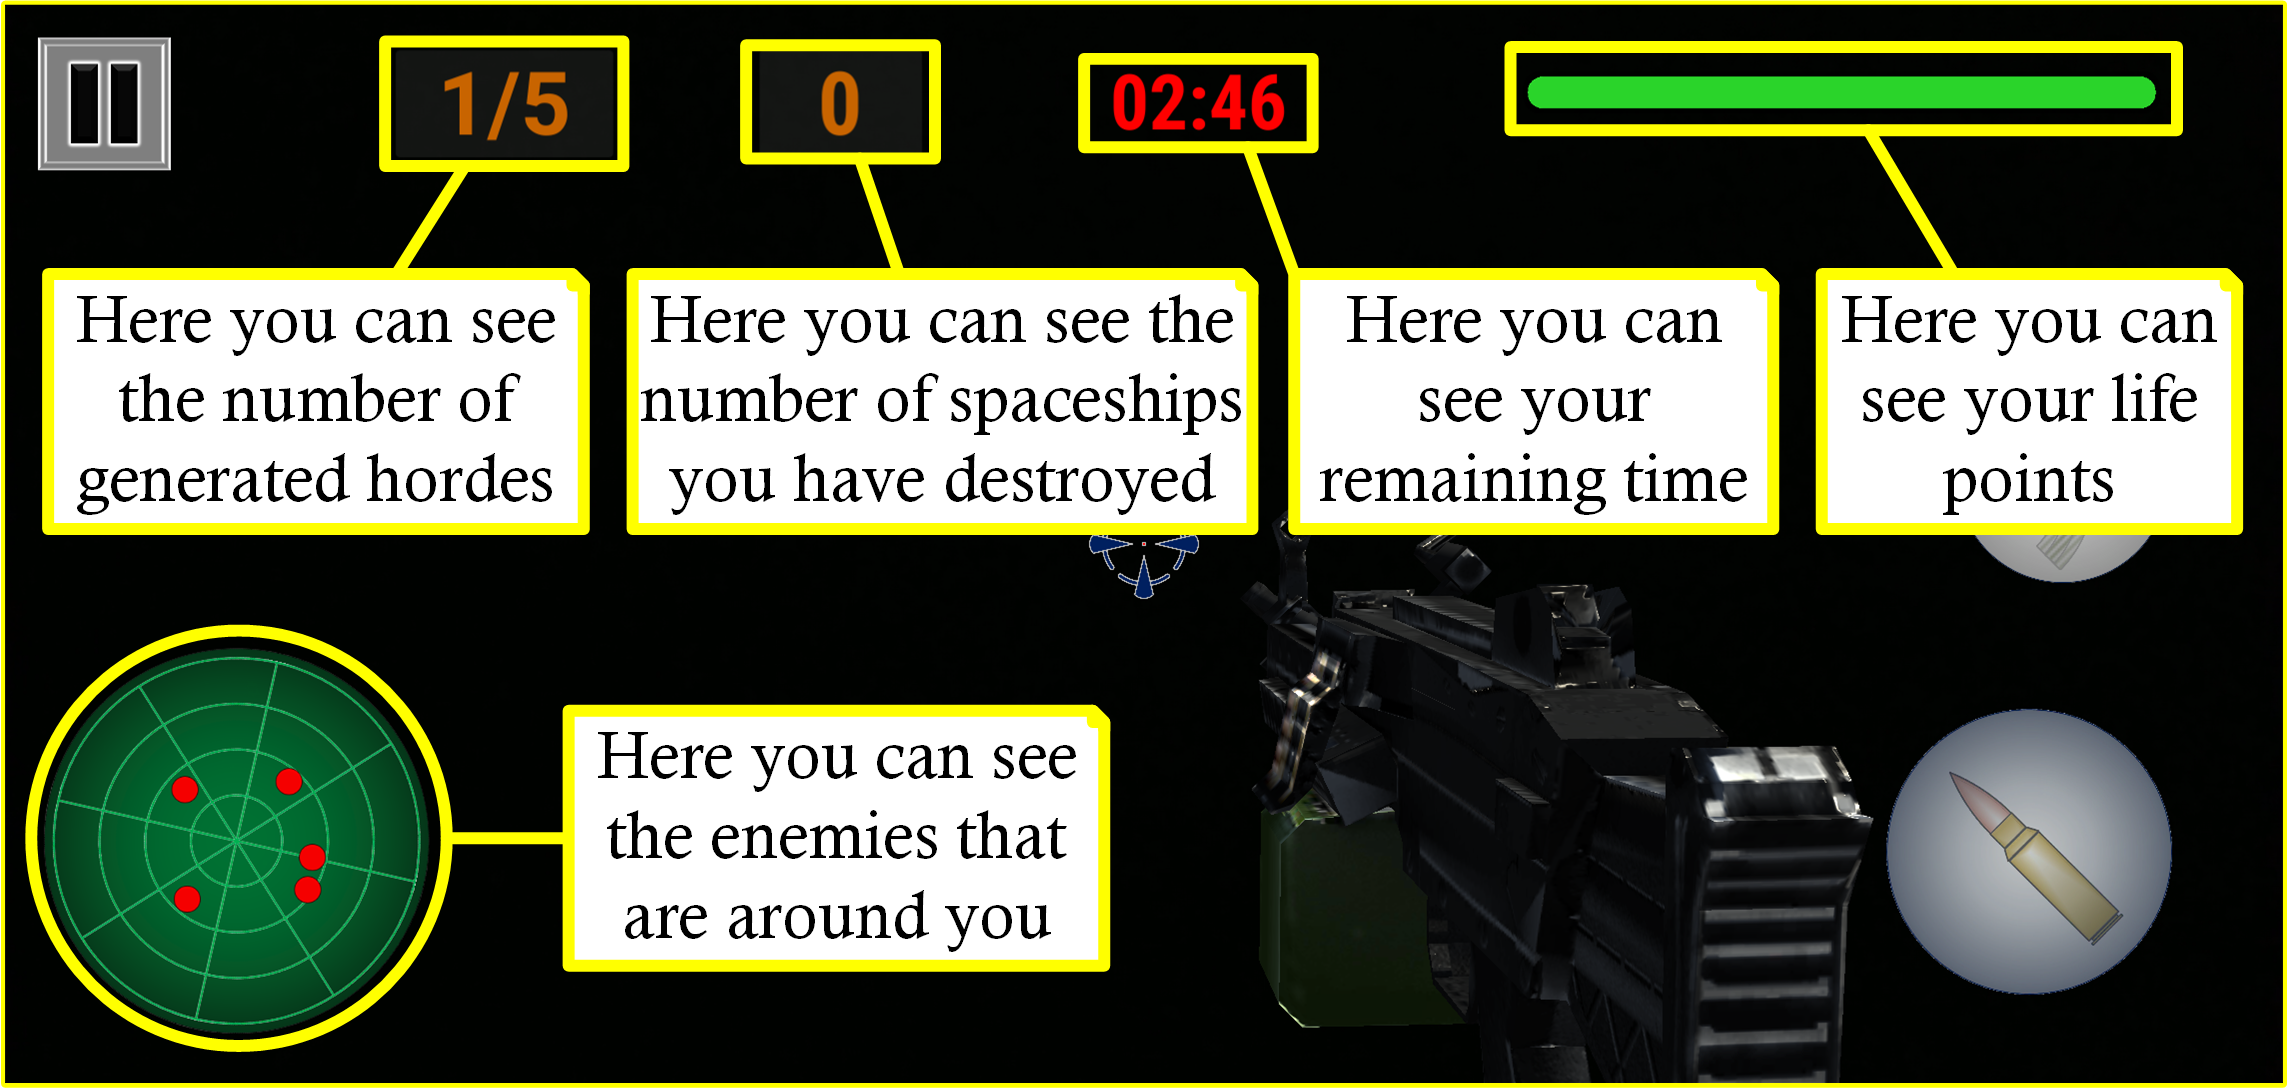 1/5
0
02:46
Here you can see
the number of
generated hordes
Here you can see the
number of spaceships
you have destroyed
Here you can
see your
remaining time
Here you can
see your life
points
Here you can see
the enemies that
are around you